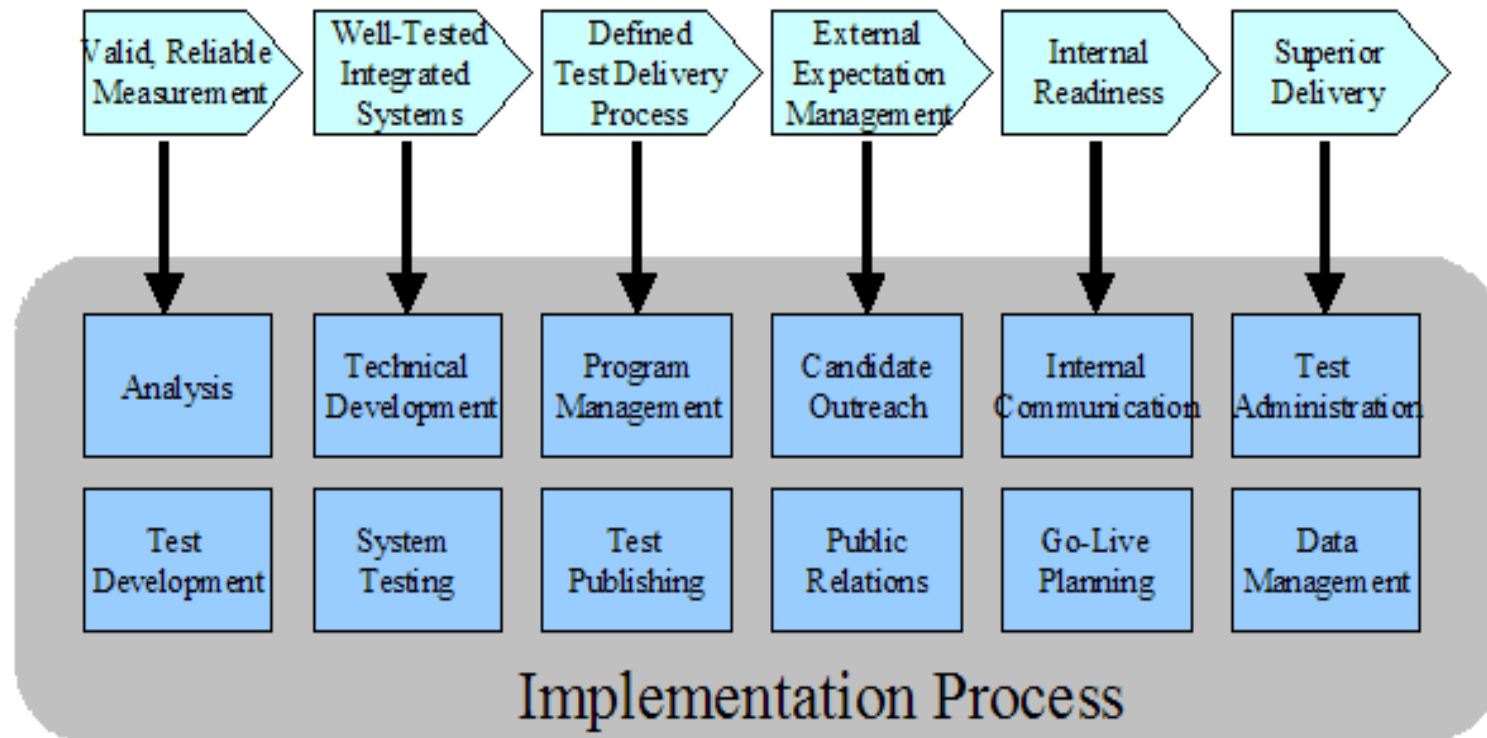 Valid, Reliable
Measurement
Well-Tested
Integrated
Systems
Defined
Test Delivery
Process
External
Expectation
Management
Internal
Readiness
Superior
Delivery
Analysis
Technical
Development
Program
Management
Candidate
Outreach
Internal
Communication
Test
Administration
Test
Development
System
Testing
Test
Publishing
Public
Relations
Go-Live
Planning
Data
Management
Implementation Process